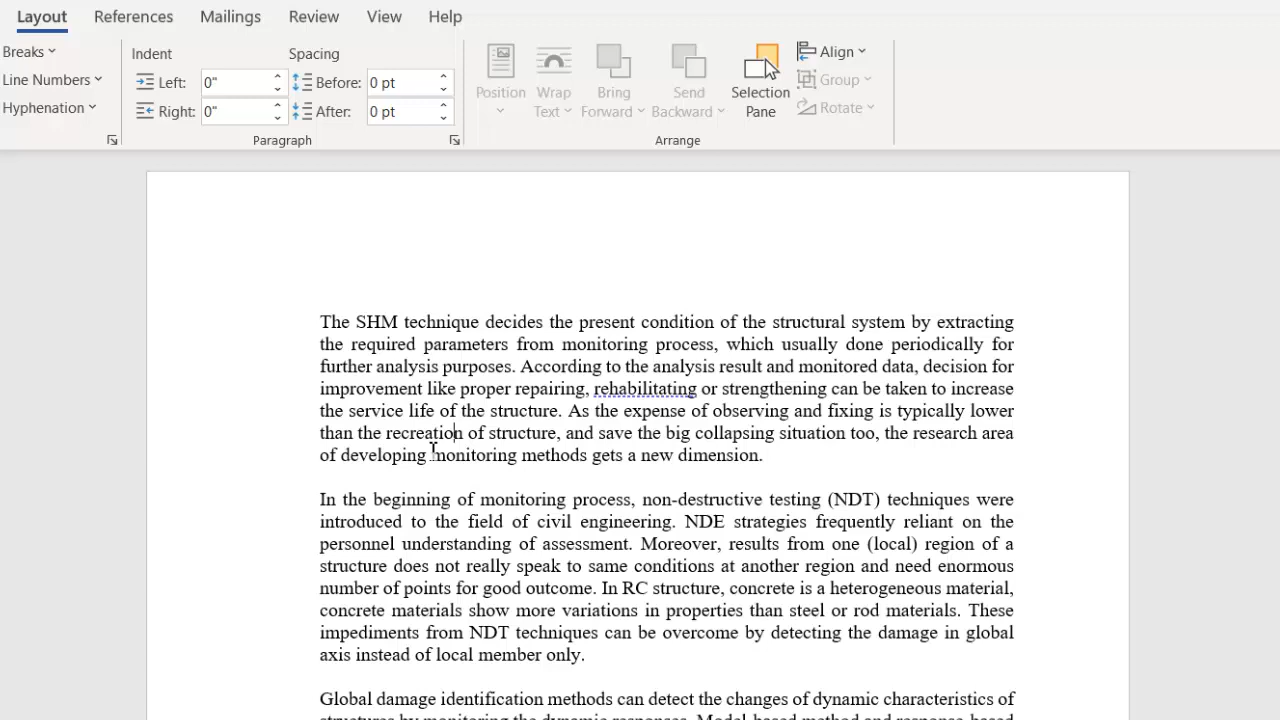 Layout References Mailings Review View Help
Breaks
Line Numbers
Hyphenation
Indent
Left: 0"
Right: 0"
Spacing
Before: 0 pt
After: 0 pt
Paragraph
Position
Wrap Text
Bring Forward
Send Backward
Selection Pane
Align
Group
Rotate
Arrange
The SHM technique decides the present condition of the structural system by extracting
the required parameters from monitoring process, which usually done periodically for
further analysis purposes. According to the analysis result and monitored data, decision for
improvement like proper repairing, rehabilitating or strengthening can be taken to increase
the service life of the structure. As the expense of observing and fixing is typically lower
than the recreation of structure, and save the big collapsing situation too, the research area
of developing monitoring methods gets a new dimension.
In the beginning of monitoring process, non-destructive testing (NDT) techniques were
introduced to the field of civil engineering. NDE strategies frequently reliant on the
personnel understanding of assessment. Moreover, results from one (local) region of a
structure does not really speak to same conditions at another region and need enormous
number of points for good outcome. In RC structure, concrete is a heterogeneous material,
concrete materials show more variations in properties than steel or rod materials. These
impediments from NDT techniques can be overcome by detecting the damage in global
axis instead of local member only.
Global damage identification methods can detect the changes of dynamic characteristics of
structures by monitoring the dynamic responses. Model-based method and response-based